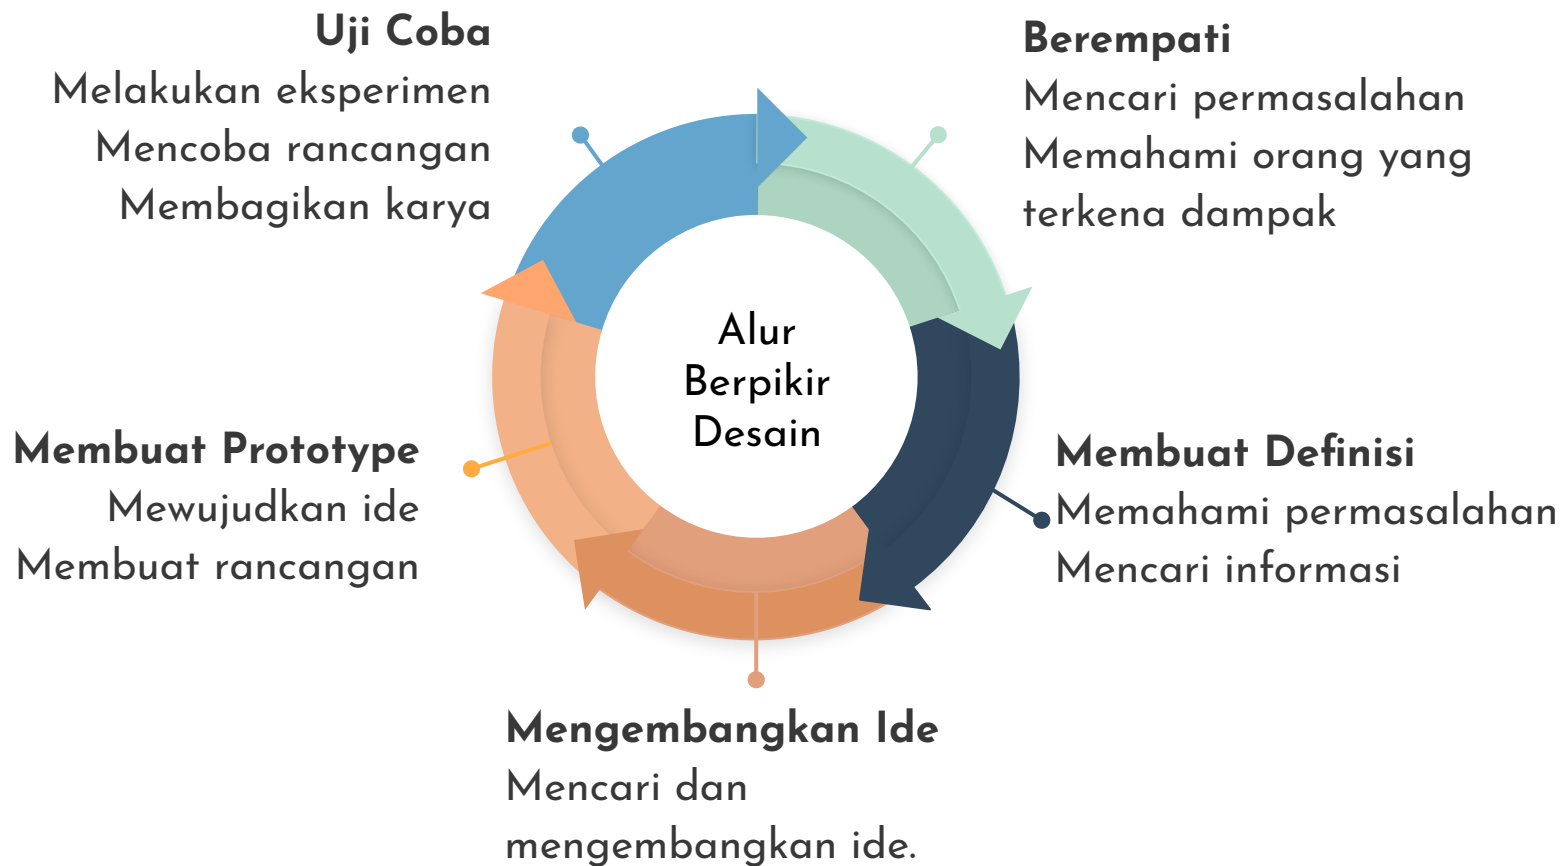 Uji Coba
Melakukan eksperimen
Mencoba rancangan
Membagikan karya
Berempati
Mencari permasalahan
Memahami orang yang
terkena dampak
Alur
Berpikir
Desain
Membuat Prototype
Mewujudkan ide
Membuat rancangan
Membuat Definisi
Memahami permasalahan
Mencari informasi
Mengembangkan Ide
Mencari dan
mengembangkan ide.